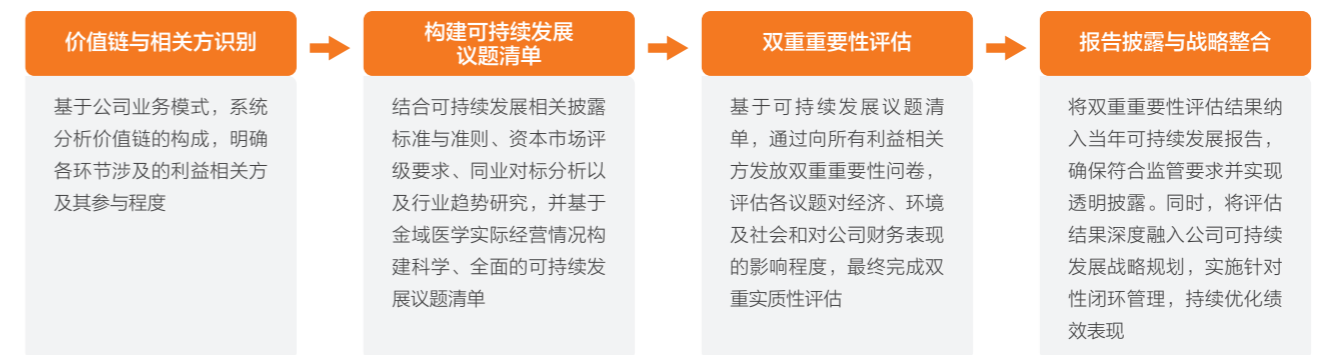 价值链与相关方识别
基于公司业务模式，系统
分析价值链的构成，明确
各环节涉及的利益相关方
及其参与程度
构建可持续发展
议题清单
结合可持续发展相关披露
标准与准则、资本市场评
级要求、同业对标分析以
及行业趋势研究，并基于
金域医学实际经营情况构
建科学、全面的可持续发
展议题清单
双重重要性评估
基于可持续发展议题清
单，通过向所有利益相关
方发放双重重要性问卷，
评估各议题对经济、环境
及社会和对公司财务表现
的影响程度，最终完成双
重实质性评估
报告披露与战略整合
将双重重要性评估结果纳
入当年可持续发展报告，
确保符合监管要求并实现
透明披露。同时，将评估
结果深度融入公司可持续
发展战略规划，实施针对
性闭环管理，持续优化绩
效表现